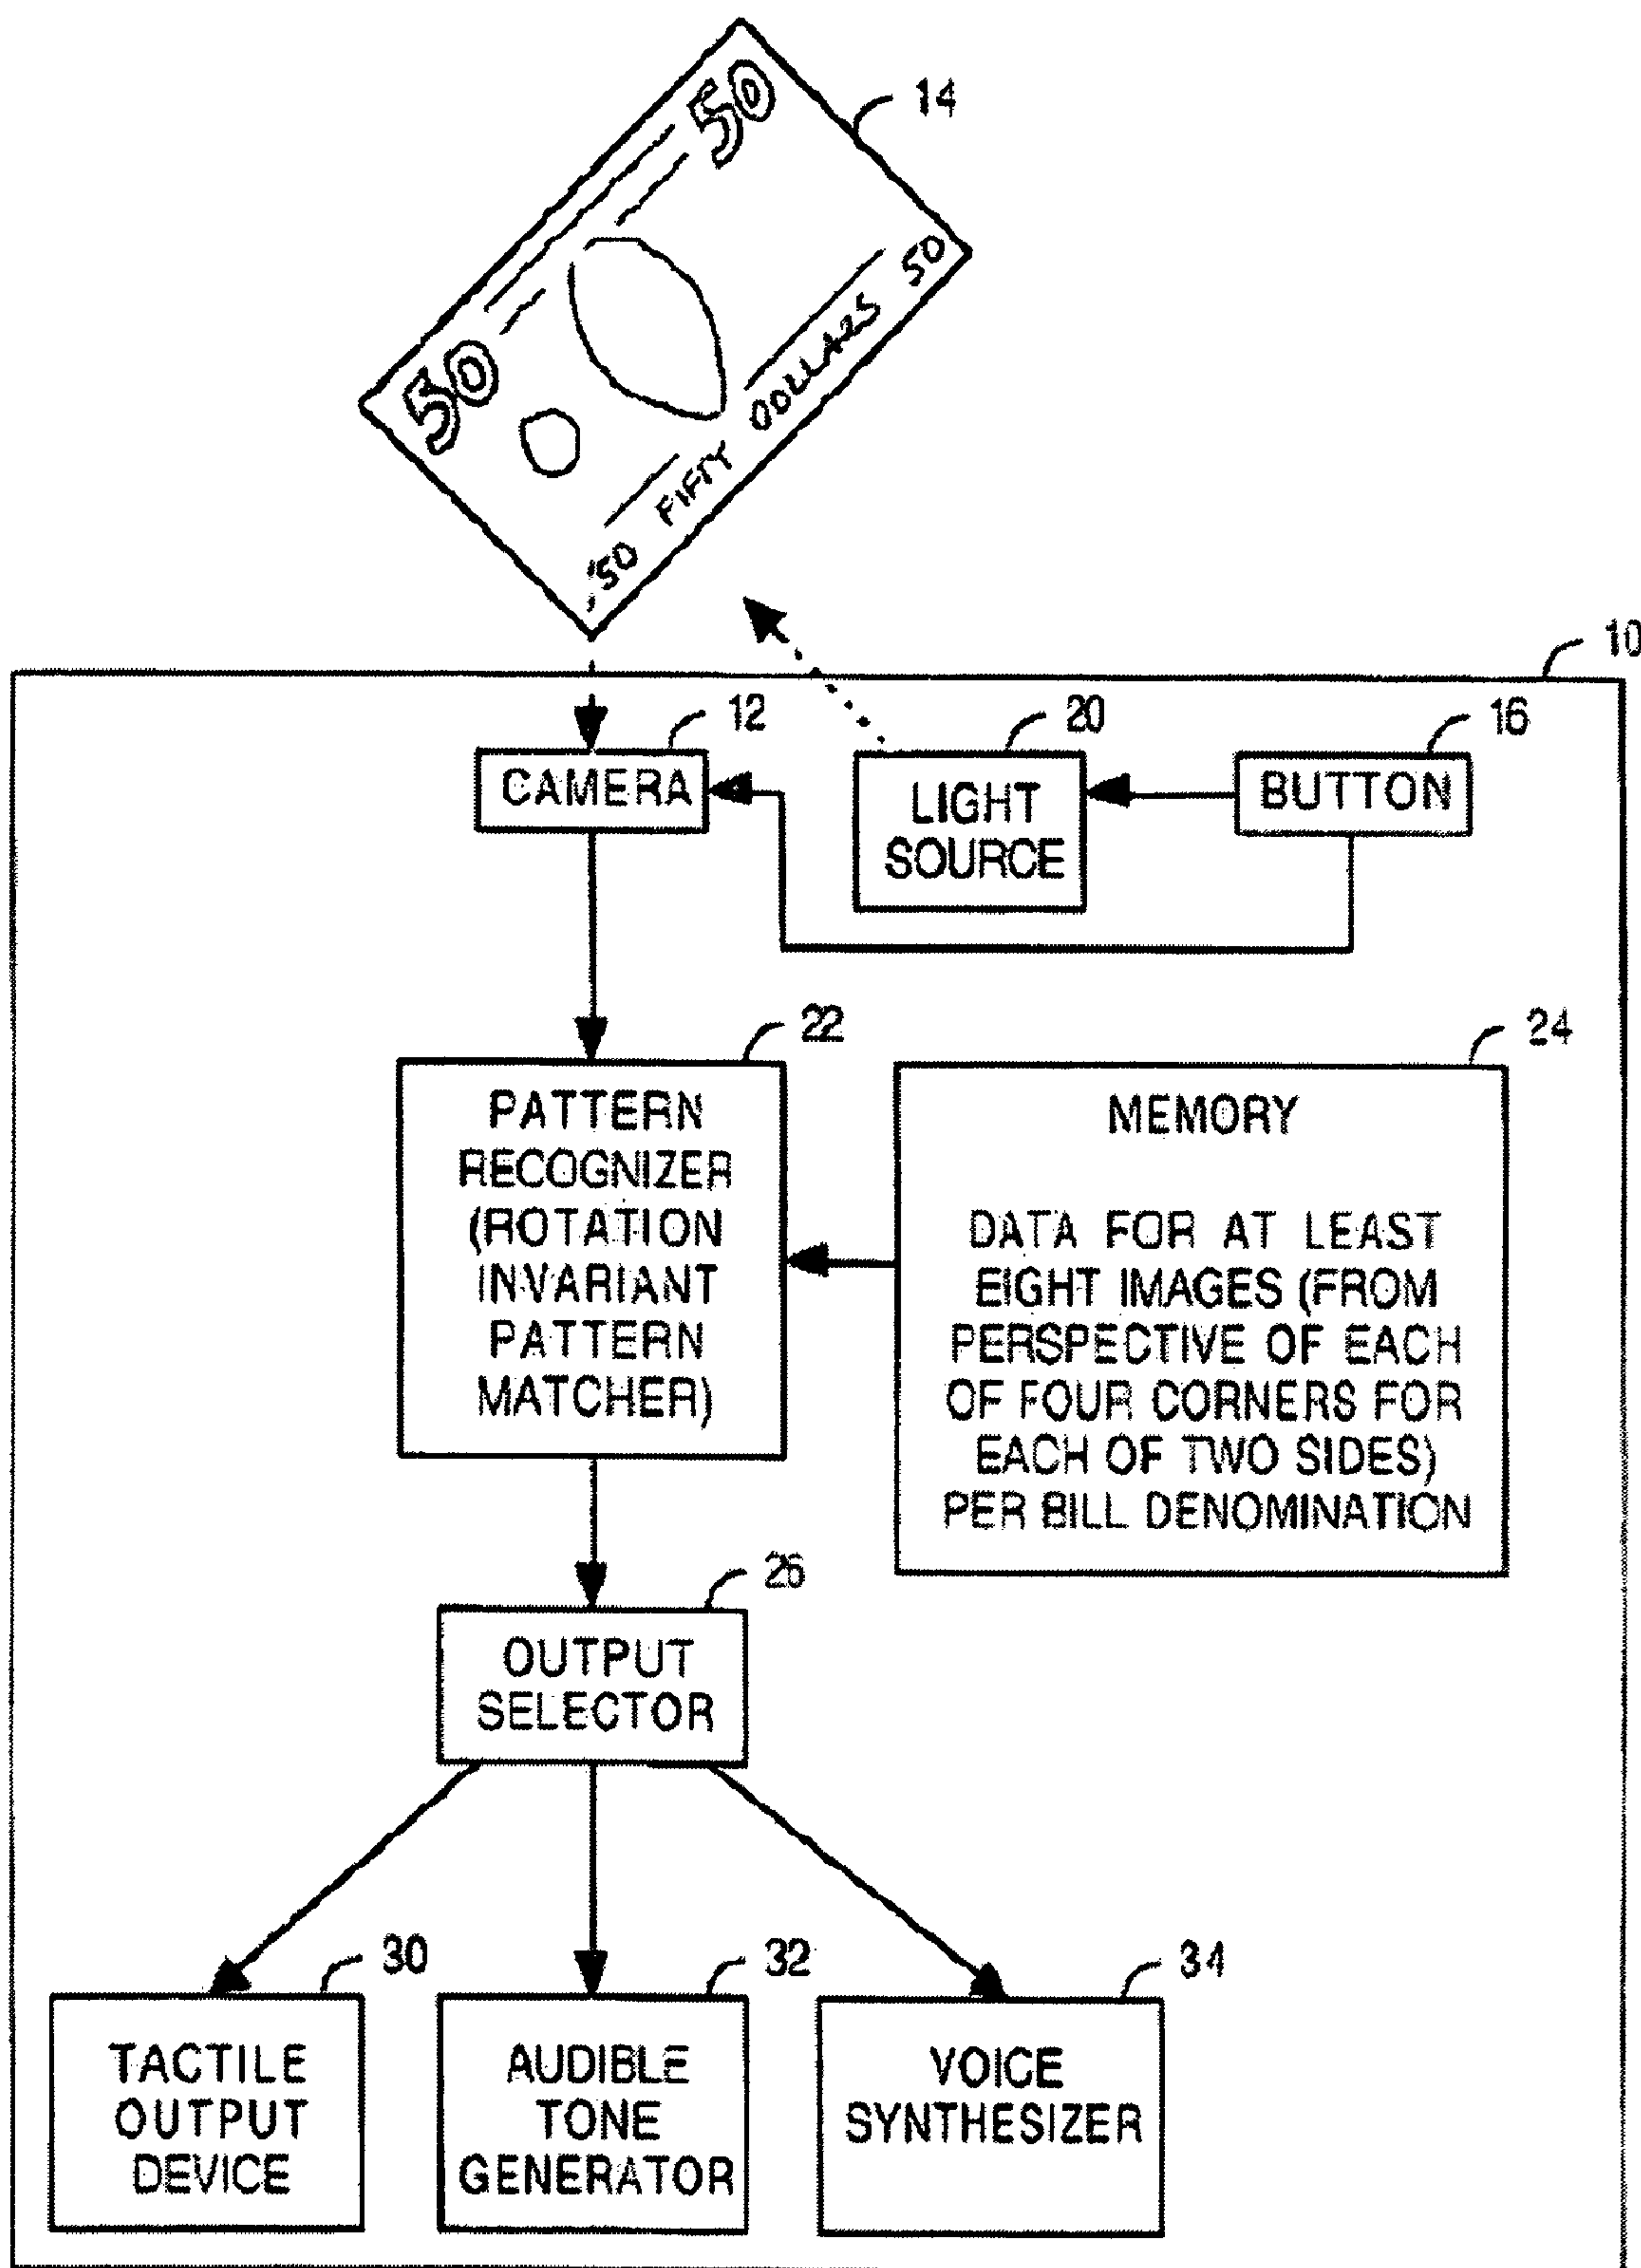 50
14
50
50
FIFTY DOLLARS
50
10
12
20
16
CAMERA
LIGHT
SOURCE
BUTTON
22
24
PATTERN
RECOGNIZER
(ROTATION
INVARIANT
PATTERN
MATCHER)
MEMORY
DATA FOR AT LEAST
EIGHT IMAGES (FROM
PERSPECTIVE OF EACH
OF FOUR CORNERS FOR
EACH OF TWO SIDES)
PER BILL DENOMINATION
26
OUTPUT
SELECTOR
30
32
34
TACTILE
OUTPUT
DEVICE
AUDIBLE
TONE
GENERATOR
VOICE
SYNTHESIZER